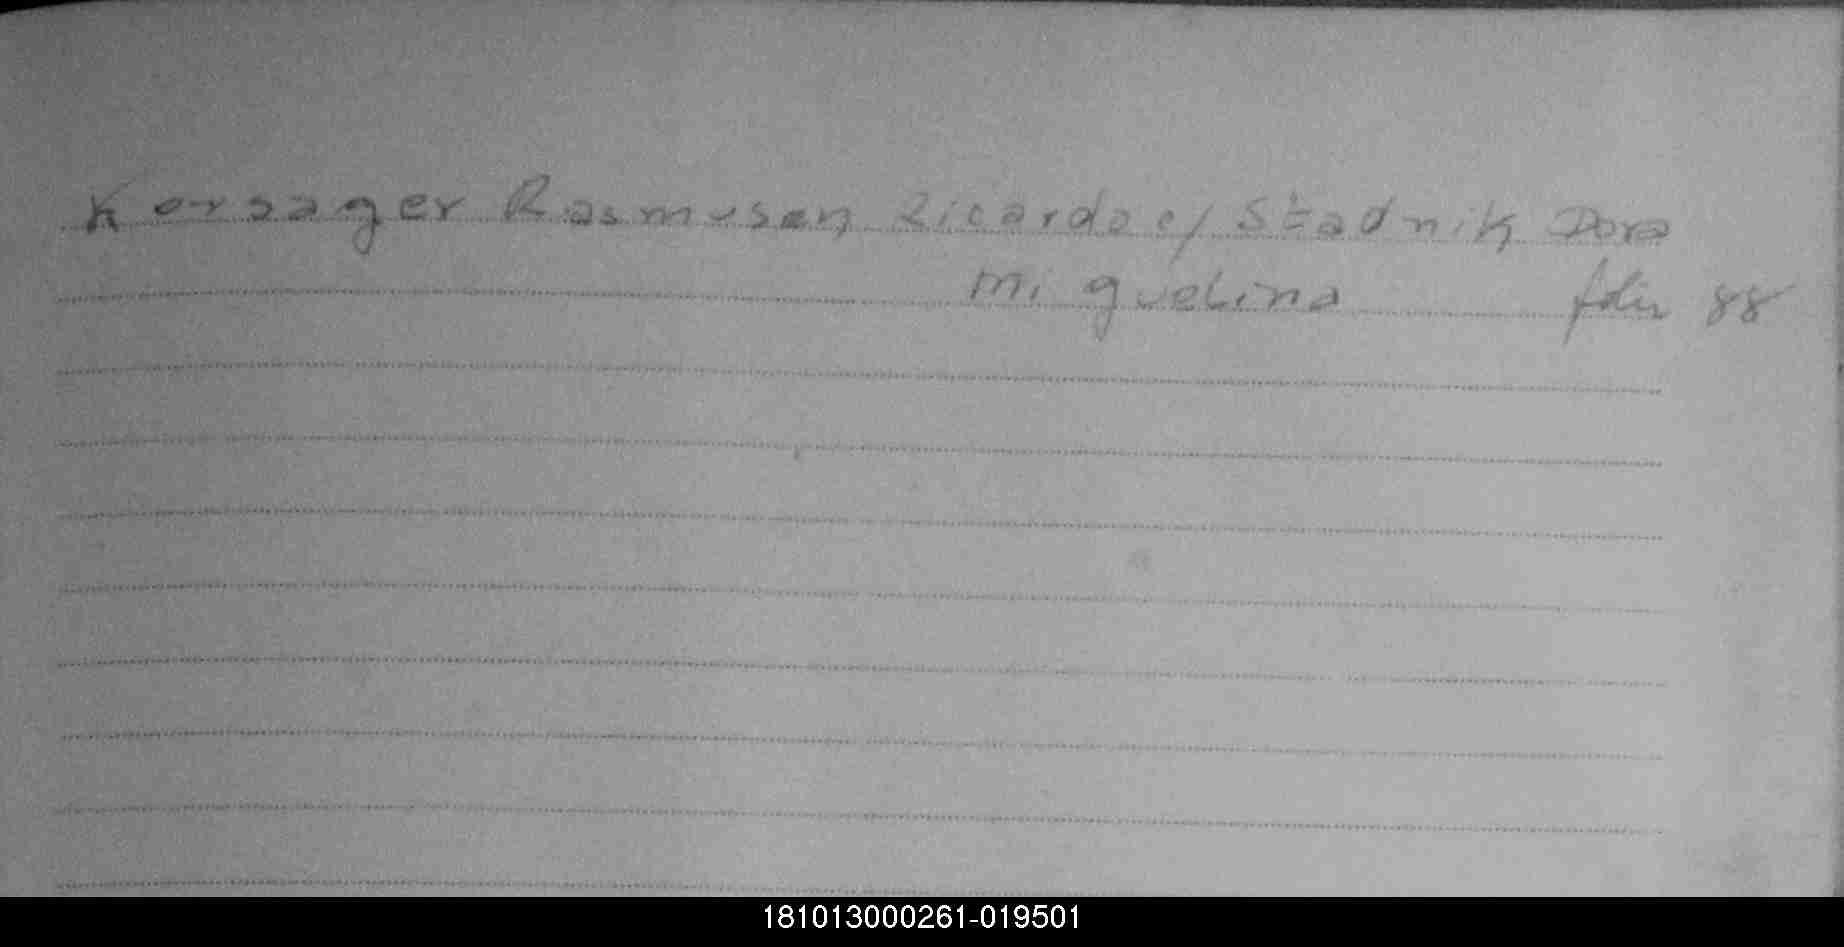 Korsager Rasmusen, Ricardo c/ Stadnik Dora
Miguelina folio 88
181013000261-019501